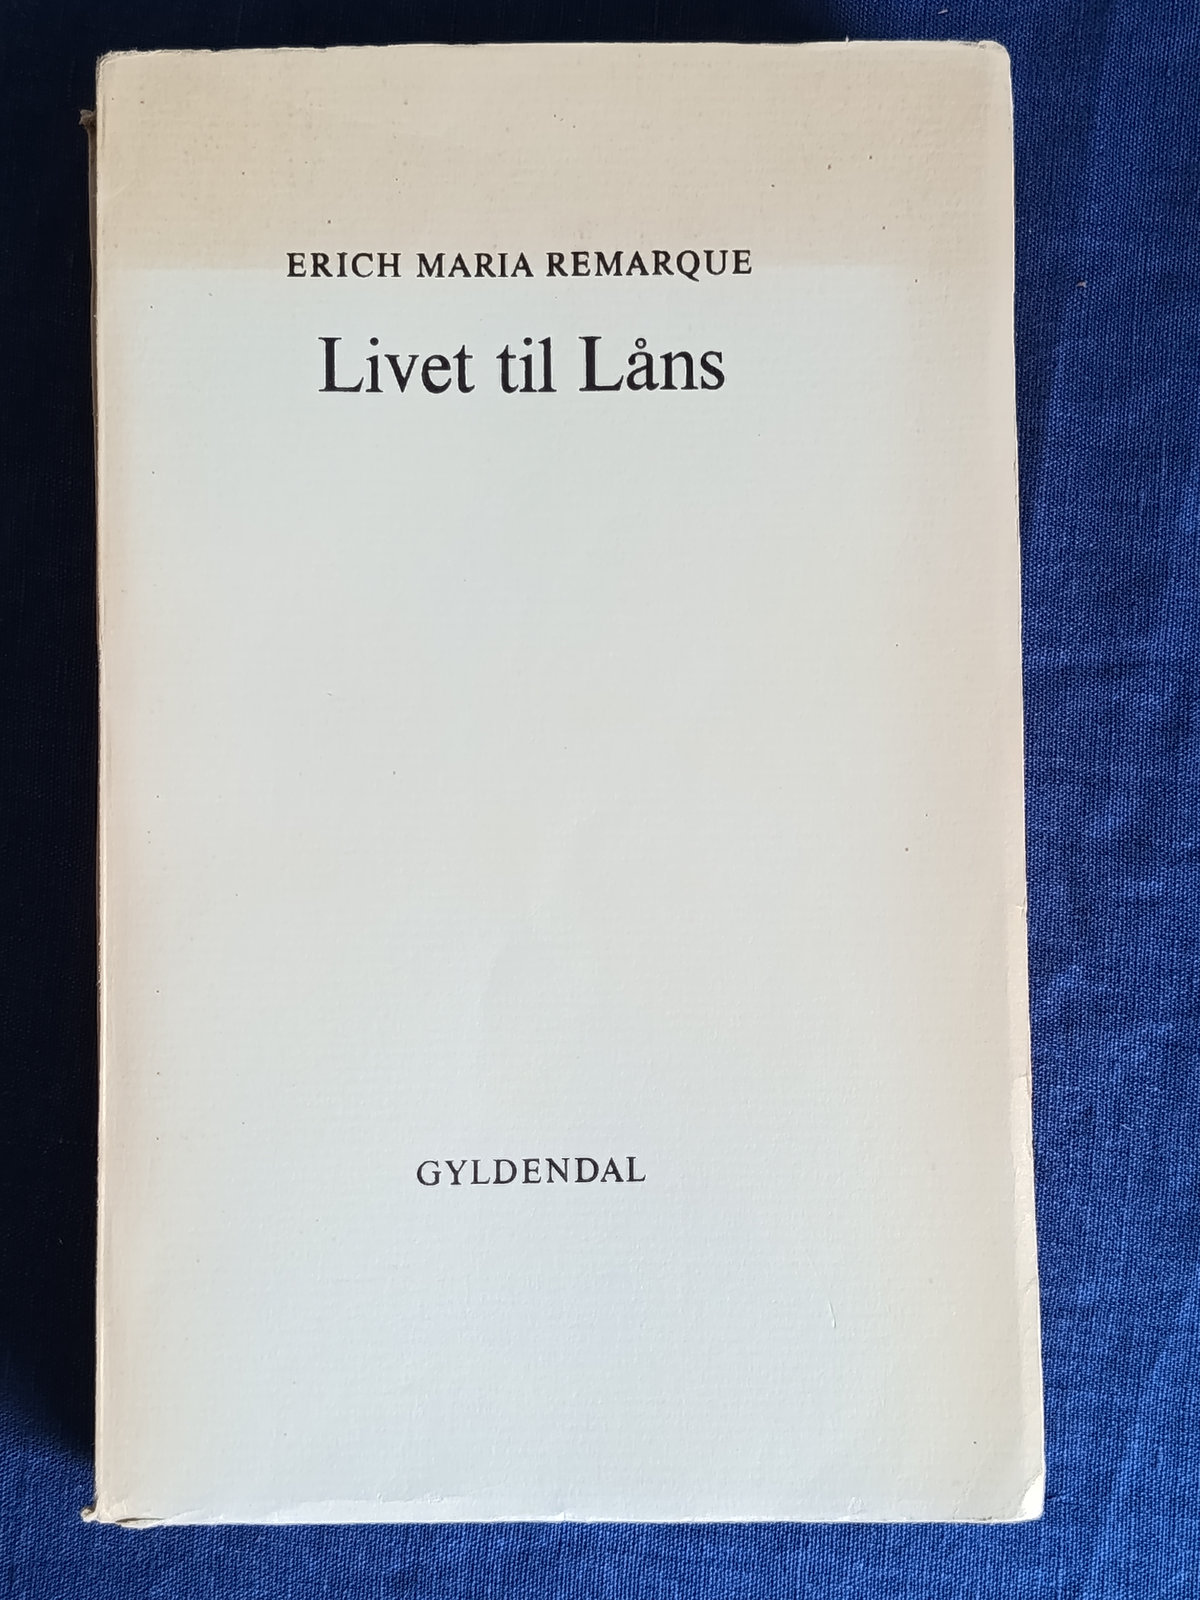 ERICH MARIA REMARQUE
Livet til Låns
GYLDENDAL